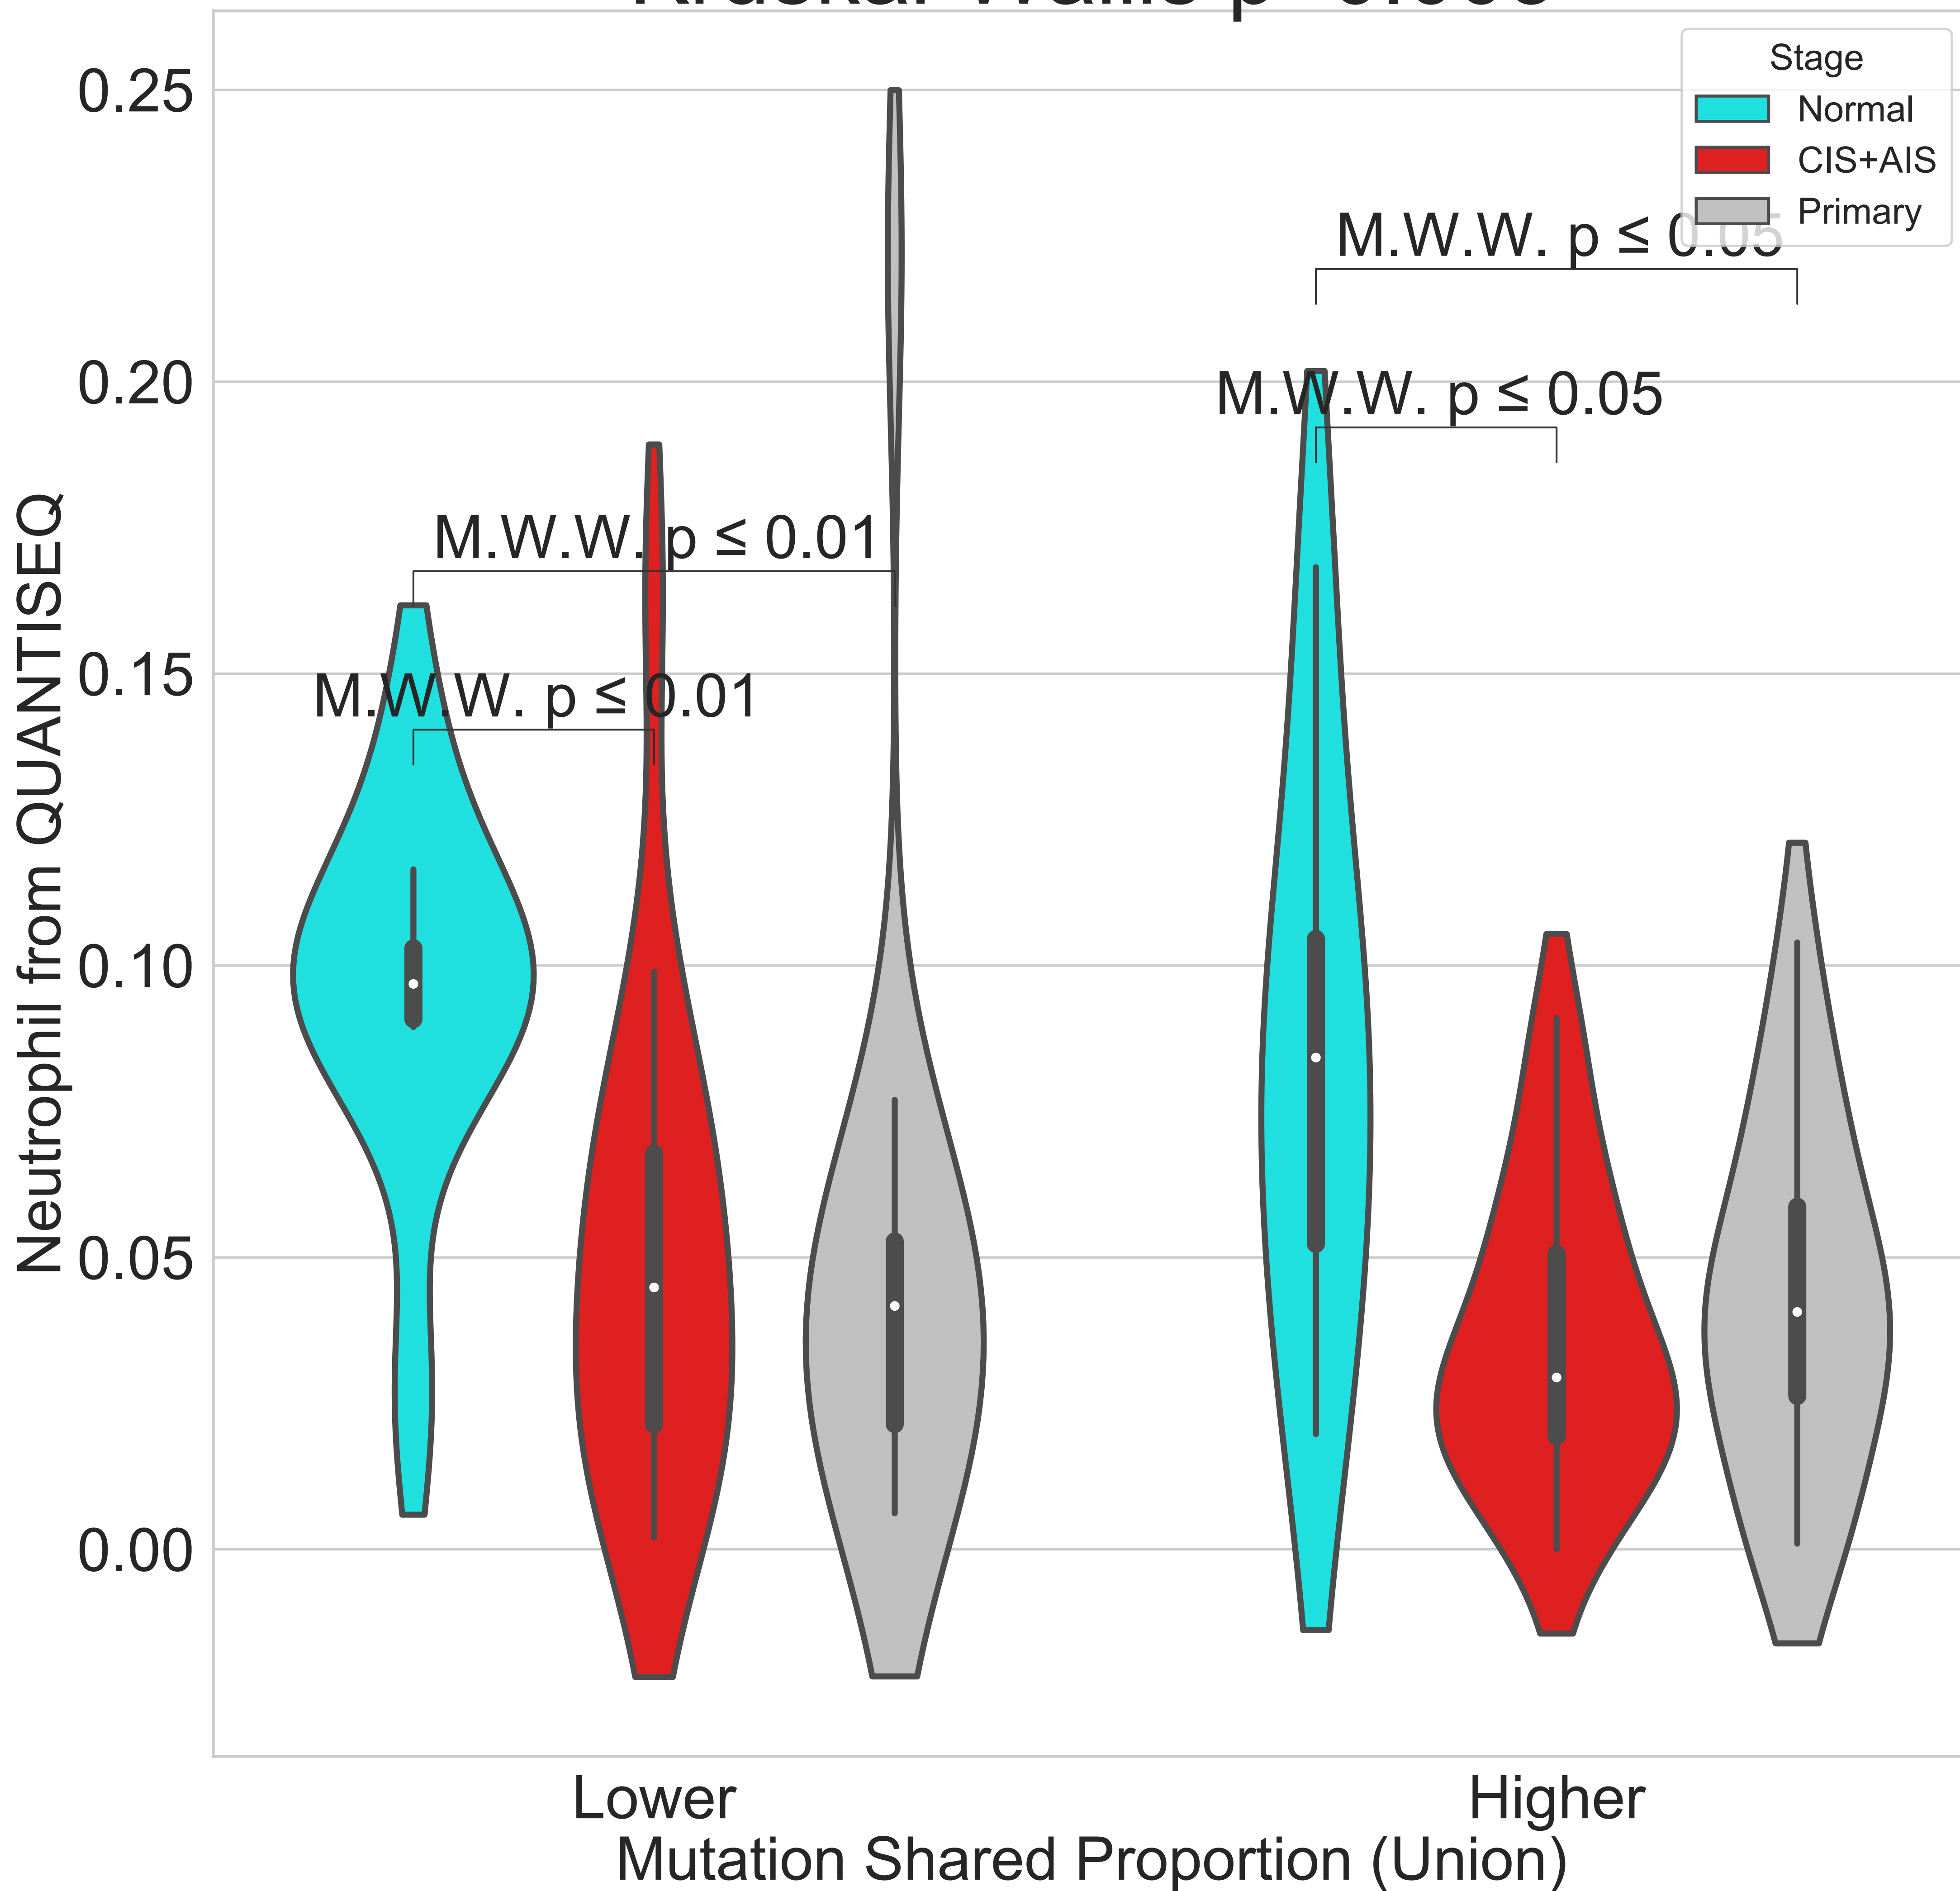 Stage
Normal
CIS+AIS
Primary
M.W.W. p ≤ 0.05
M.W.W. p ≤ 0.05
M.W.W. p ≤ 0.01
M.W.W. p ≤ 0.01
Neutrophil from QUANTISEQ
0.25
0.20
0.15
0.10
0.05
0.00
Lower
Higher
Mutation Shared Proportion (Union)